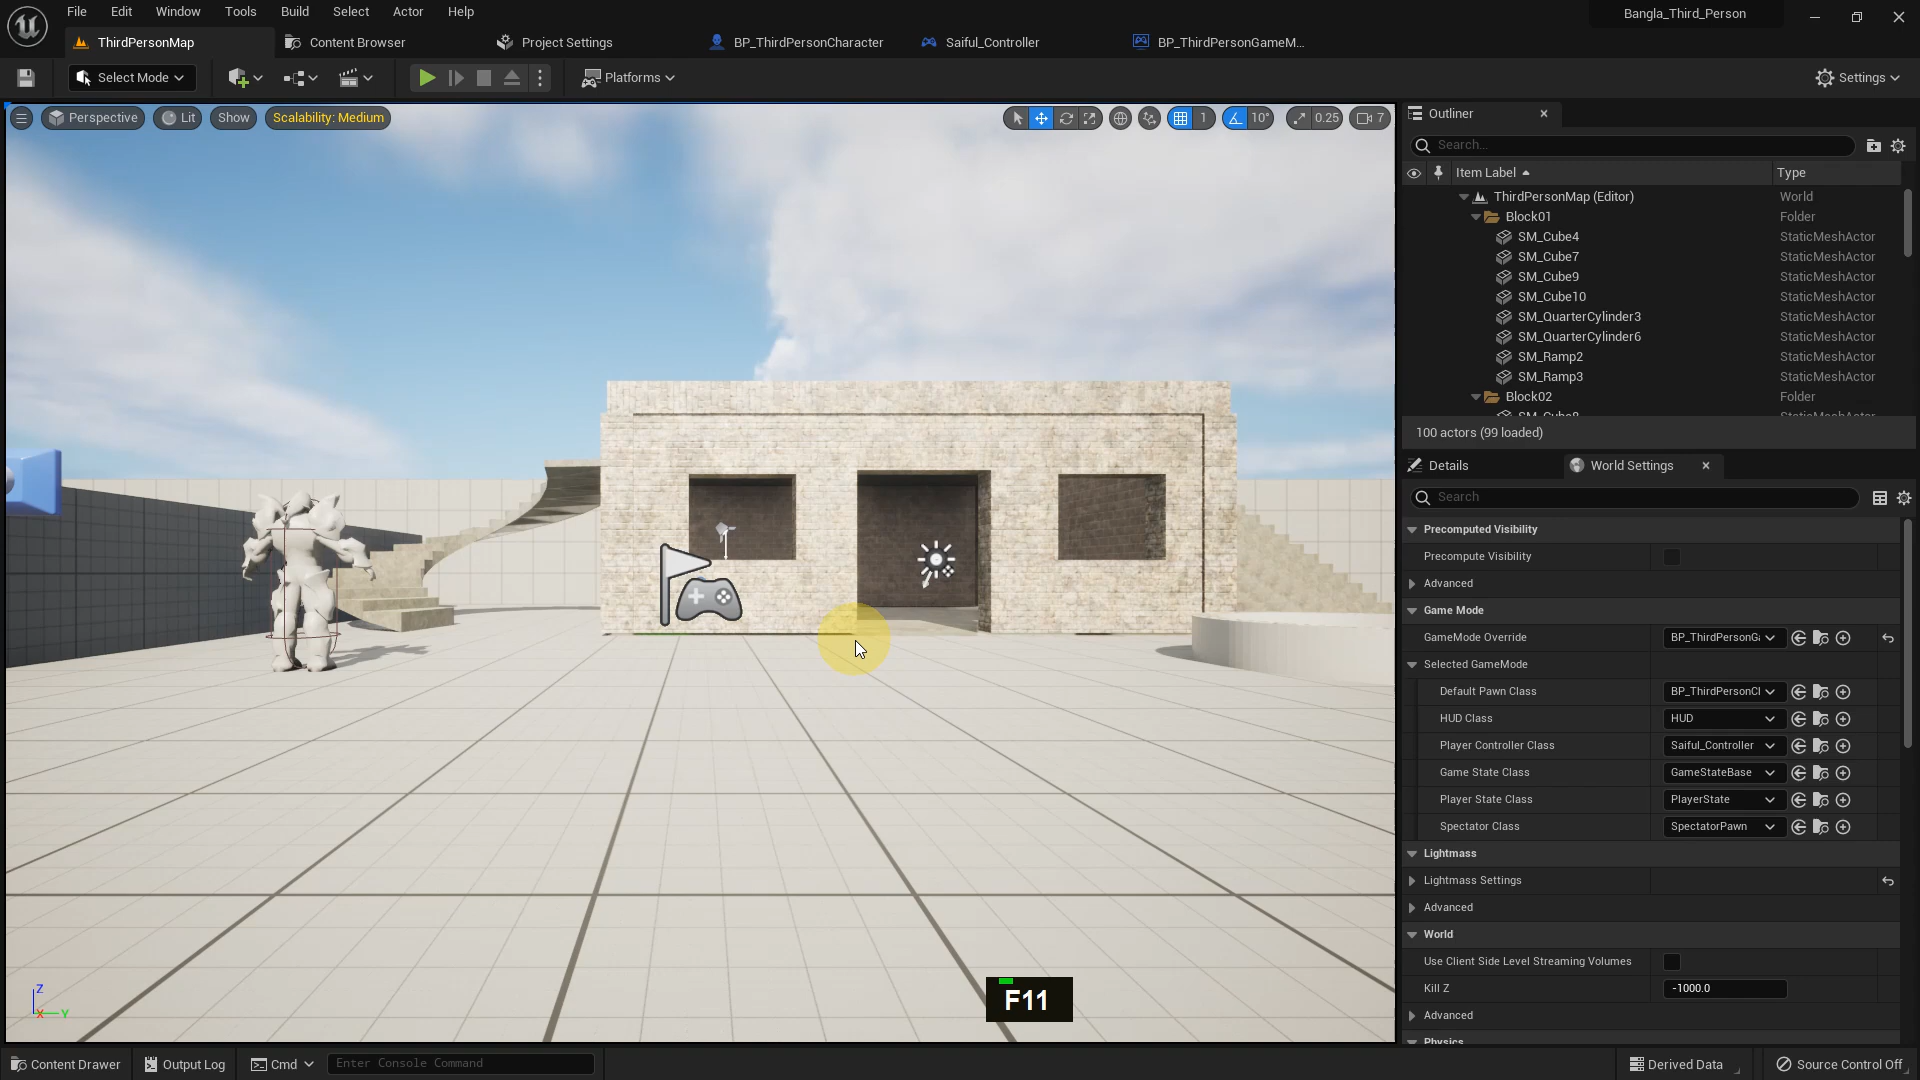 File Edit Window Tools Build Select Actor Help
Bangla_Third_Person
ThirdPersonMap
Content Browser
Project Settings
BP_ThirdPersonCharacter
Saiful_Controller
BP_ThirdPersonGameM...
Select Mode
Platforms
Settings
Perspective
Lit
Show
Scalability: Medium
1
10°
0.25
7
Outliner
Search...
Item Label
Type
ThirdPersonMap (Editor) World
Block01 Folder
SM_Cube4 StaticMeshActor
SM_Cube7 StaticMeshActor
SM_Cube9 StaticMeshActor
SM_Cube10 StaticMeshActor
SM_QuarterCylinder3 StaticMeshActor
SM_QuarterCylinder6 StaticMeshActor
SM_Ramp2 StaticMeshActor
SM_Ramp3 StaticMeshActor
Block02 Folder
100 actors (99 loaded)
Details
World Settings
Search
Precomputed Visibility
Precompute Visibility
Advanced
Game Mode
GameMode Override BP_ThirdPersonGa
Selected GameMode
Default Pawn Class BP_ThirdPersonCl
HUD Class HUD
Player Controller Class Saiful_Controller
Game State Class GameStateBase
Player State Class PlayerState
Spectator Class SpectatorPawn
Lightmass
Lightmass Settings
Advanced
World
Use Client Side Level Streaming Volumes
Kill Z -1000.0
Advanced
Physics
Z
X
Y
F11
Content Drawer
Output Log
Cmd
Enter Console Command
Derived Data
Source Control Off